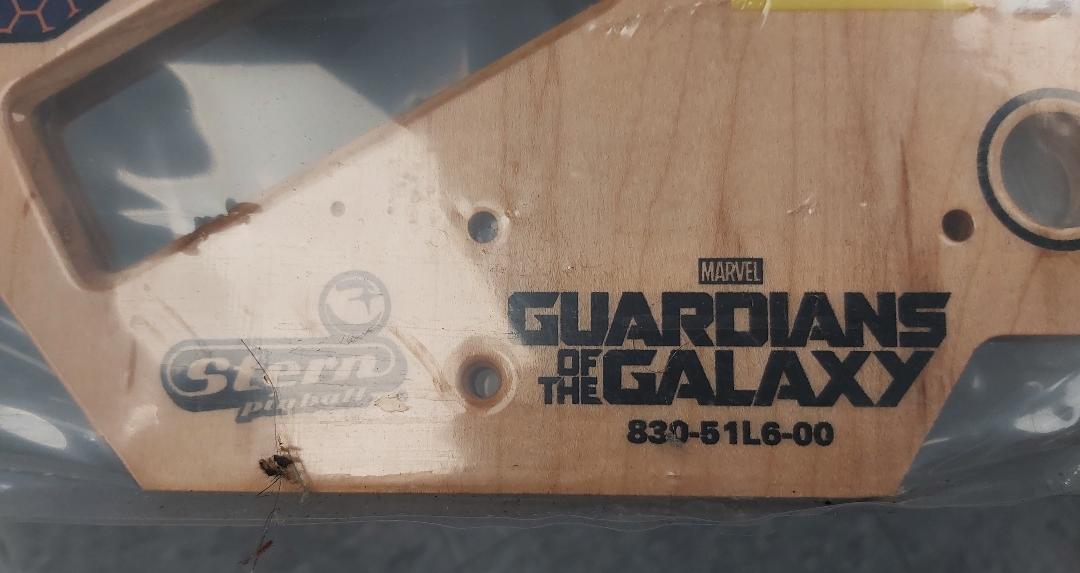 Stern
pinball
MARVEL
GUARDIANS
OF
THE GALAXY
830-51L6-00